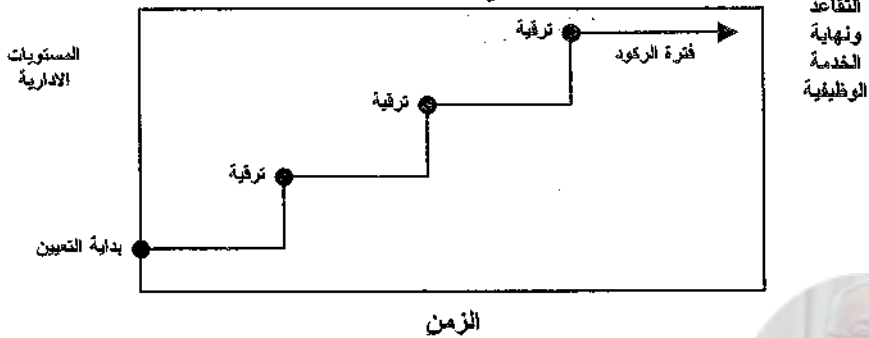 التقاعد
ونهاية
الخدمة
الوظيفية
المستويات
الادارية
ترقية
فترة الركود
ترقية
ترقية
بداية التعيين
الزمن